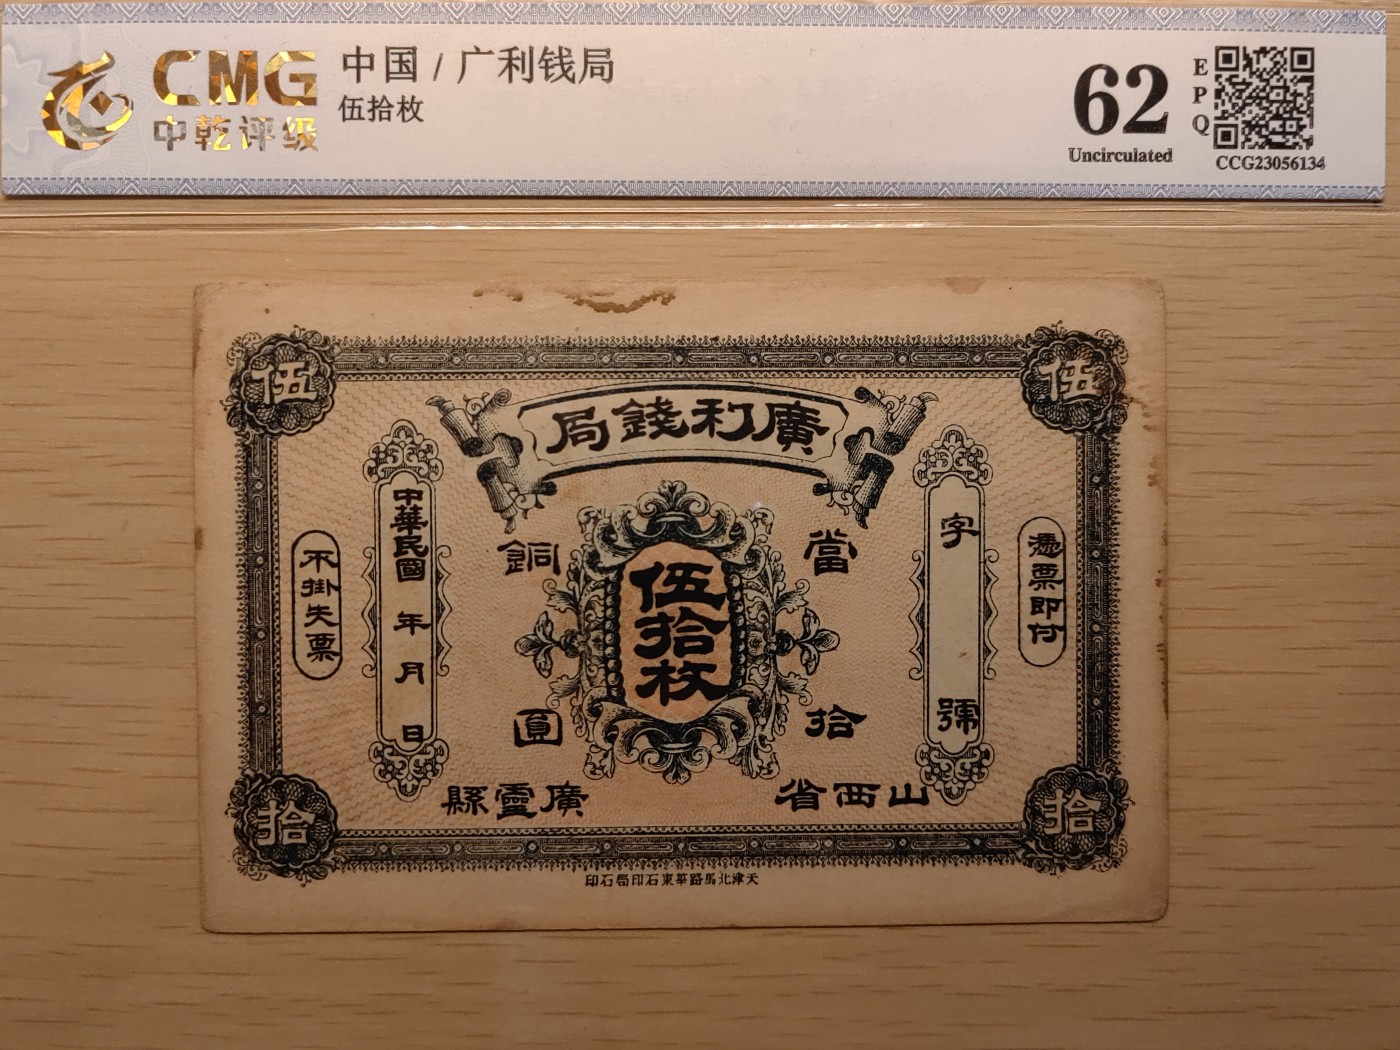 CMG
中乾评级
中国 / 广利钱局
伍拾枚
62
Uncirculated
EPQ
CCG23056134
伍
伍
廣利錢局
憑票即付
字 號
當拾
伍拾枚
銅圓
中華民國 年 月 日
不掛失票
山西省
廣靈縣
拾
拾
天津北馬路華東石印局石印